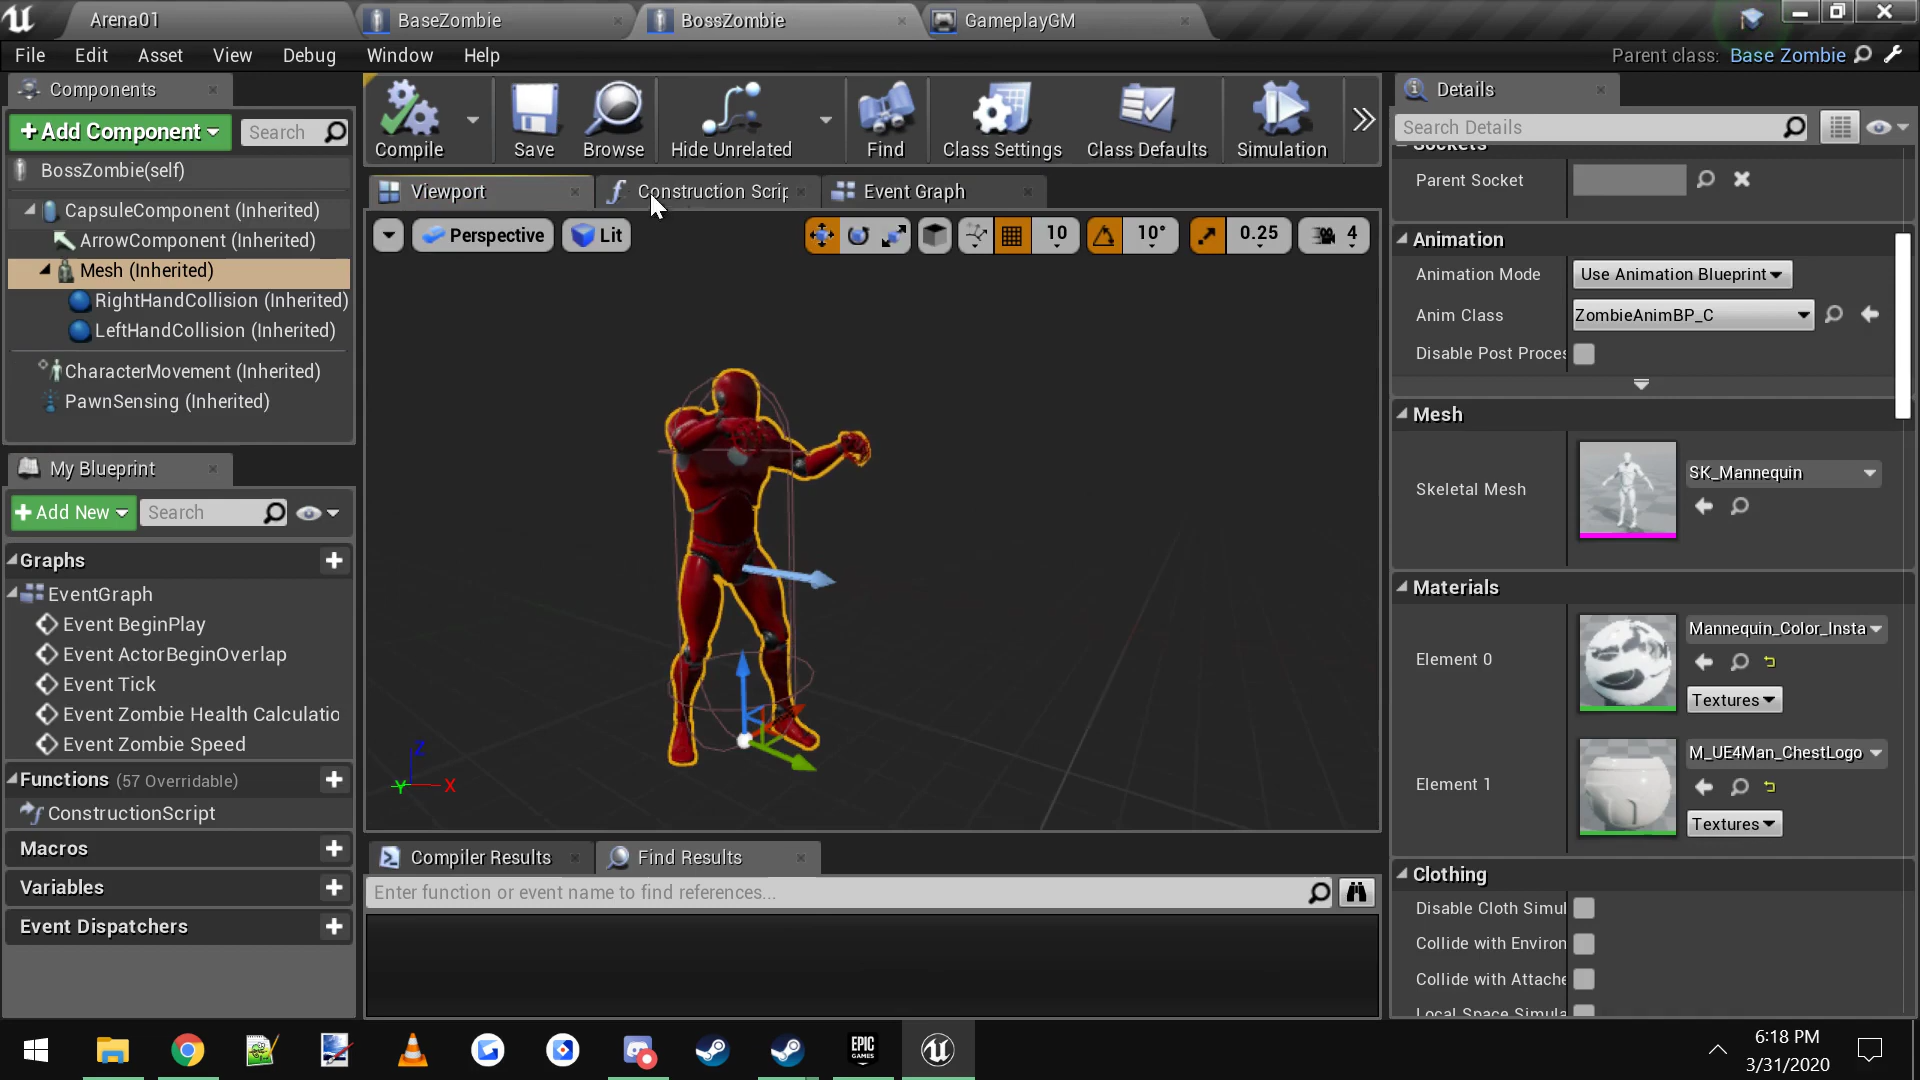 Arena01
BaseZombie
BossZombie
GameplayGM
File Edit Asset View Debug Window Help
Parent class: Base Zombie
Components
+Add Component
Search
BossZombie(self)
CapsuleComponent (Inherited)
ArrowComponent (Inherited)
Mesh (Inherited)
RightHandCollision (Inherited)
LeftHandCollision (Inherited)
CharacterMovement (Inherited)
PawnSensing (Inherited)
My Blueprint
+Add New
Search
Graphs
EventGraph
Event BeginPlay
Event ActorBeginOverlap
Event Tick
Event Zombie Health Calculatio
Event Zombie Speed
Functions (57 Overridable)
ConstructionScript
Macros
Variables
Event Dispatchers
Compile
Save
Browse
Hide Unrelated
Find
Class Settings
Class Defaults
Simulation
Viewport
Construction Scrip
Event Graph
Perspective
Lit
10
10°
0.25
4
Z
Y
X
Compiler Results
Find Results
Enter function or event name to find references...
Details
Search Details
Sockets
Parent Socket
Animation
Animation Mode
Use Animation Blueprint
Anim Class
ZombieAnimBP_C
Disable Post Proces
Mesh
Skeletal Mesh
SK_Mannequin
Materials
Element 0
Mannequin_Color_Insta
Textures
Element 1
M_UE4Man_ChestLogo
Textures
Clothing
Disable Cloth Simul
Collide with Environ
Collide with Attache
Local Space Simula
EPIC
GAMES
6:18 PM
3/31/2020